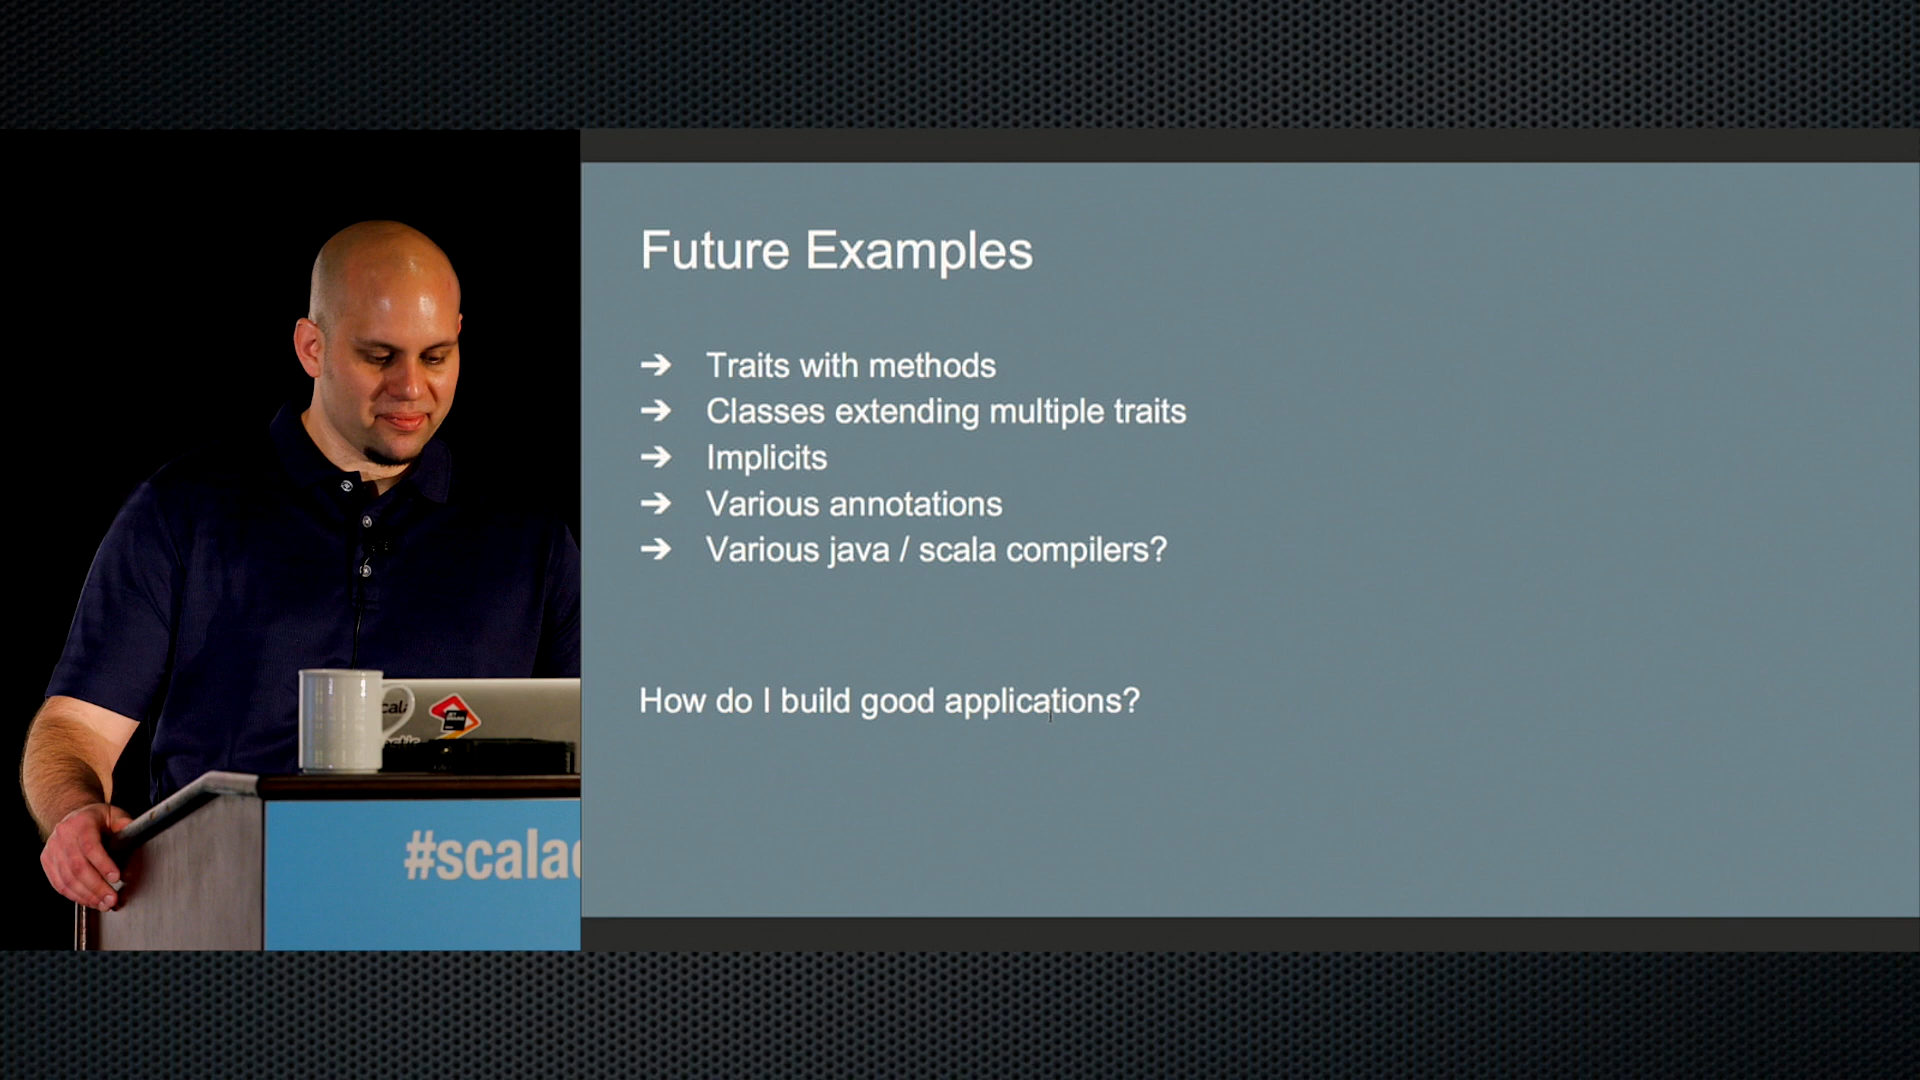 Future Examples
➔ Traits with methods
➔ Classes extending multiple traits
➔ Implicits
➔ Various annotations
➔ Various java / scala compilers?
How do I build good applications?
#scala